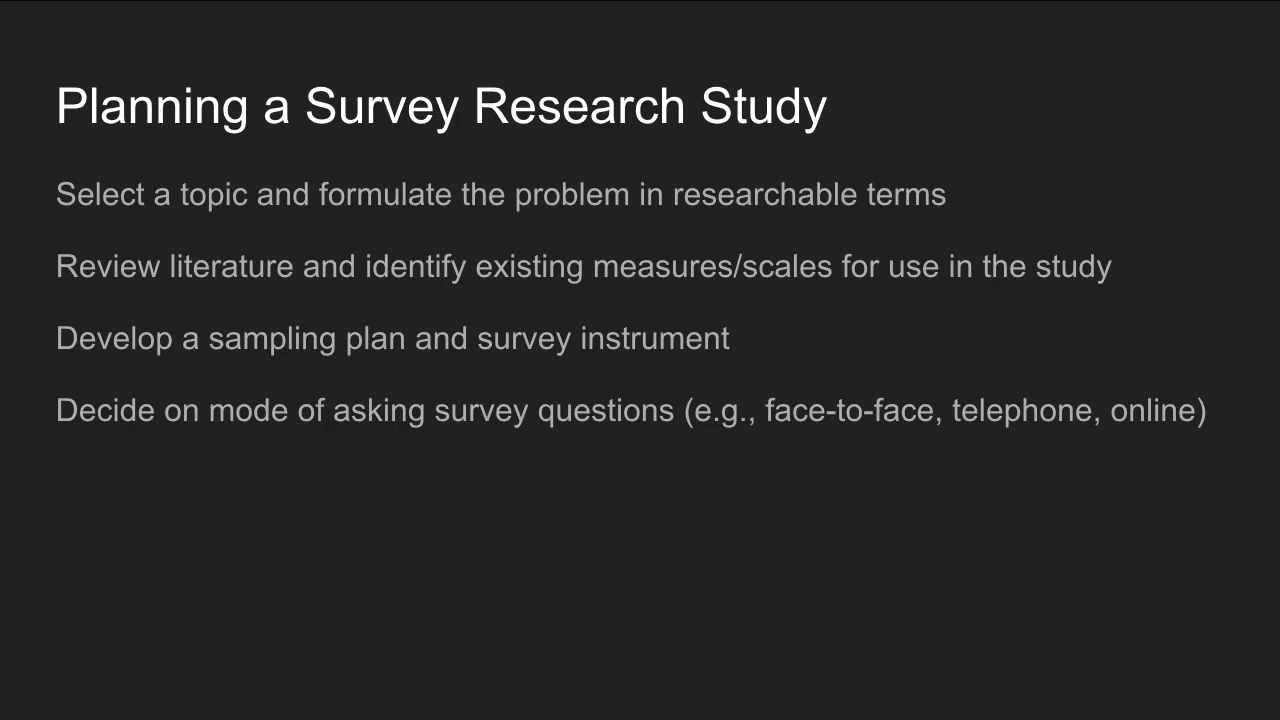 Planning a Survey Research Study
Select a topic and formulate the problem in researchable terms
Review literature and identify existing measures/scales for use in the study
Develop a sampling plan and survey instrument
Decide on mode of asking survey questions (e.g., face-to-face, telephone, online)